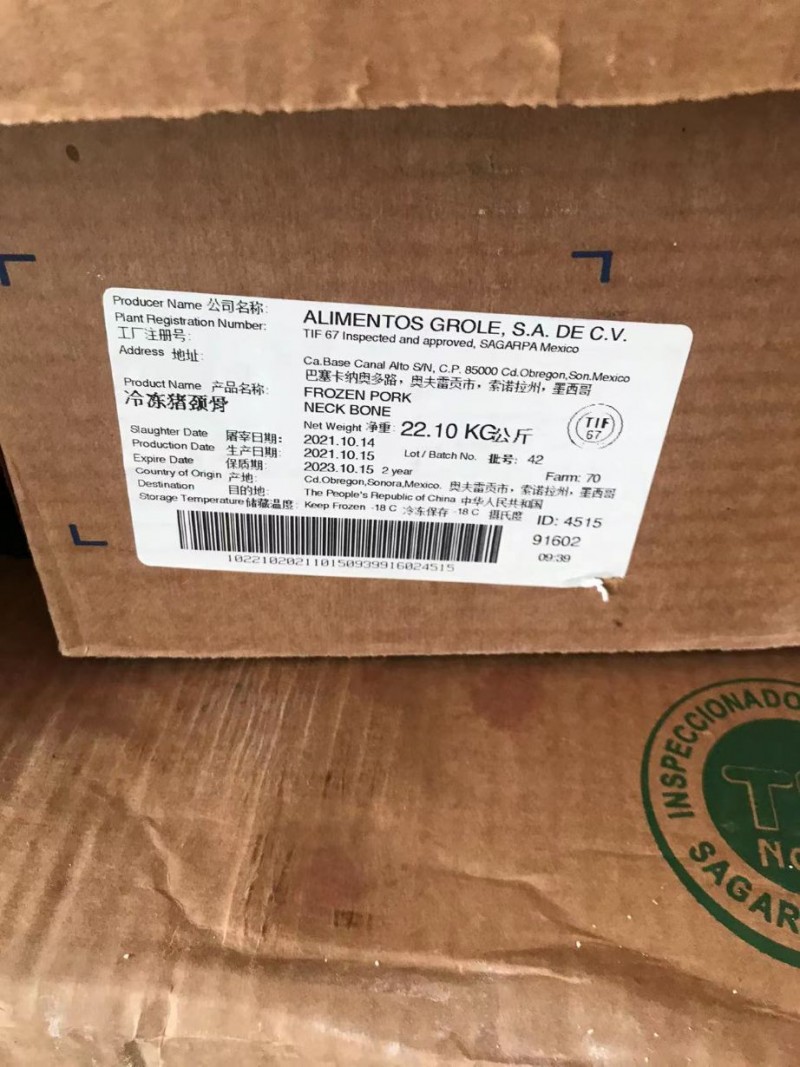 Producer Name 公司名称: ALIMENTOS GROLE, S.A. DE C.V.
Plant Registration Number: TIF 67 Inspected and approved, SAGARPA Mexico
工厂注册号:
Address 地址: Ca.Base Canal Alto S/N, C.P. 85000 Cd.Obregon,Son.Mexico
巴塞卡纳奥多路，奥夫雷贡市，索诺拉州，墨西哥
Product Name 产品名称: FROZEN PORK
冷冻猪颈骨 NECK BONE
Net Weight 净重: 22.10 KG公斤
TIF
67
Slaughter Date 屠宰日期: 2021.10.14
Production Date 生产日期: 2021.10.15 Lot / Batch No. 批号: 42
Expire Date 保质期: 2023.10.15 2 year Farm: 70
Country of Origin 产地: Cd.Obregon,Sonora,Mexico. 奥夫雷贡市，索诺拉州，墨西哥
Destination 目的地: The People's Republic of China 中华人民共和国
Storage Temperature 储藏温度: Keep Frozen -18 C 冷冻保存 -18 C 摄氏度 ID: 4515
91602
09:39
102210202110150939916024515
INSPECCIONADO
N.
SAGAR